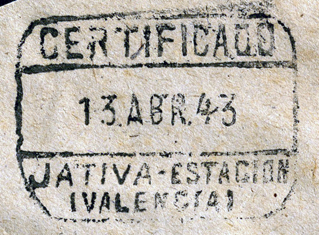 CERTIFICADO
13.ABR.43
JATIVA-ESTACION
(VALENCIA)